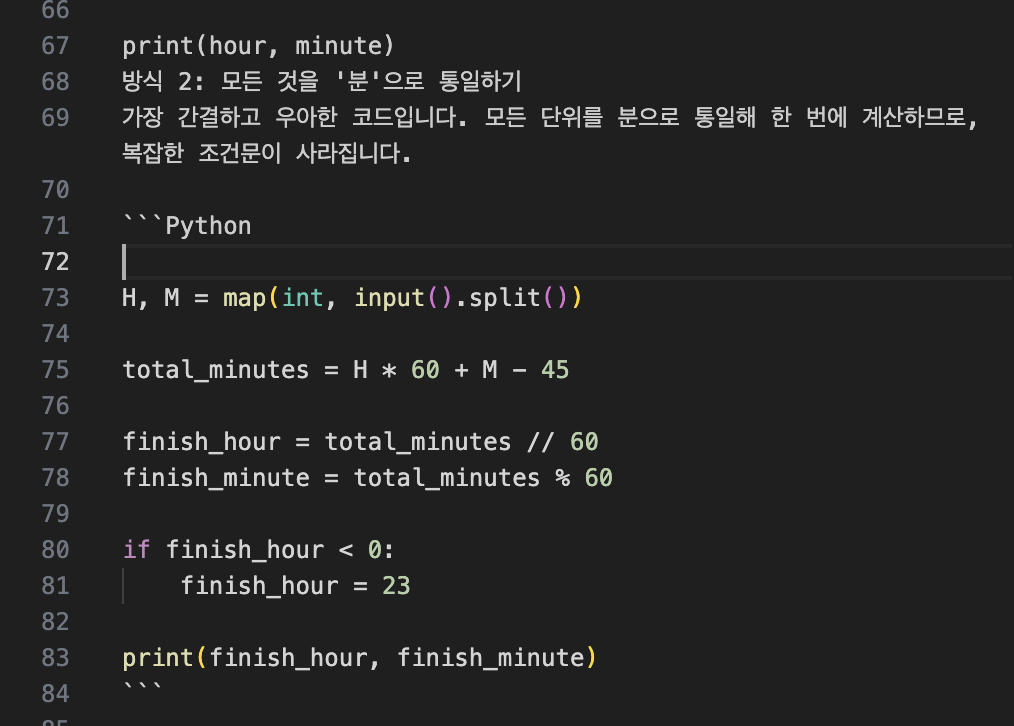 66
67 print(hour, minute)
68 방식 2: 모든 것을 '분'으로 통일하기
69 가장 간결하고 우아한 코드입니다. 모든 단위를 분으로 통일해 한 번에 계산하므로,
복잡한 조건문이 사라집니다.
70
71 ```Python
72
73 H, M = map(int, input().split())
74
75 total_minutes = H * 60 + M - 45
76
77 finish_hour = total_minutes // 60
78 finish_minute = total_minutes % 60
79
80 if finish_hour < 0:
81     finish_hour = 23
82
83 print(finish_hour, finish_minute)
84 ```
85